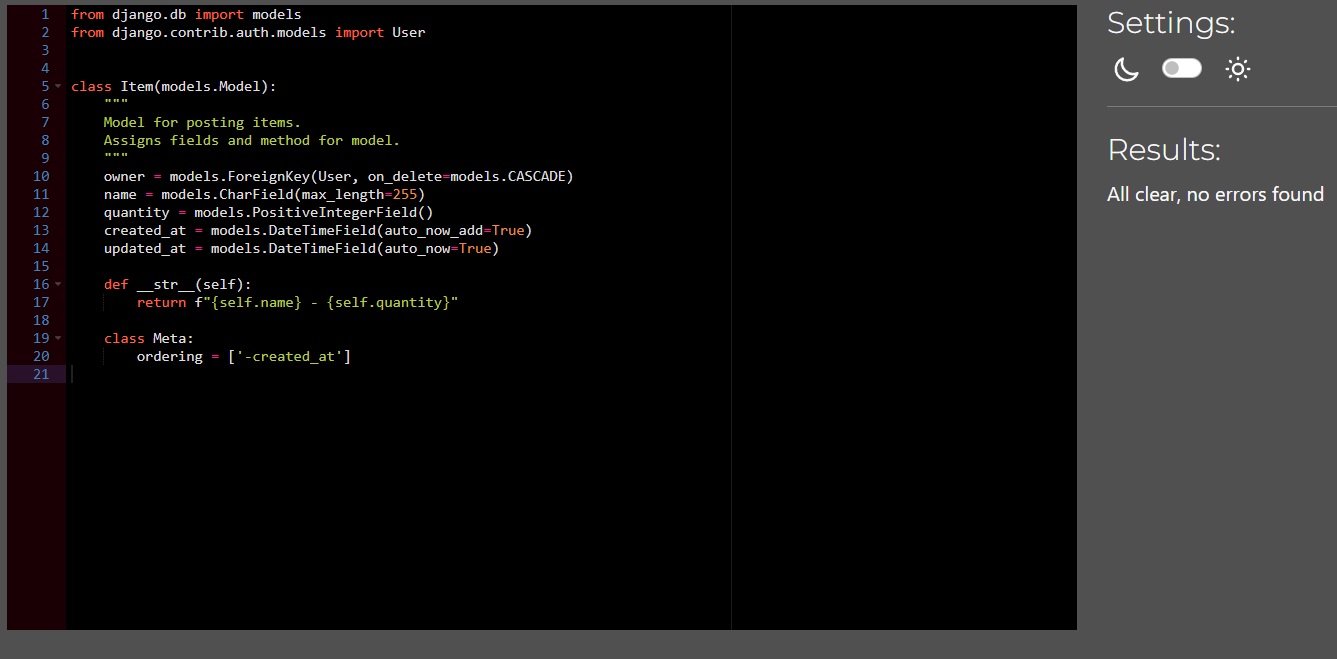 1 from django.db import models
2 from django.contrib.auth.models import User
3
4
5 class Item(models.Model):
6     """
7     Model for posting items.
8     Assigns fields and method for model.
9     """
10     owner = models.ForeignKey(User, on_delete=models.CASCADE)
11     name = models.CharField(max_length=255)
12     quantity = models.PositiveIntegerField()
13     created_at = models.DateTimeField(auto_now_add=True)
14     updated_at = models.DateTimeField(auto_now=True)
15
16     def __str__(self):
17         return f"{self.name} - {self.quantity}"
18
19     class Meta:
20         ordering = ['-created_at']
21
Settings:
Results:
All clear, no errors found